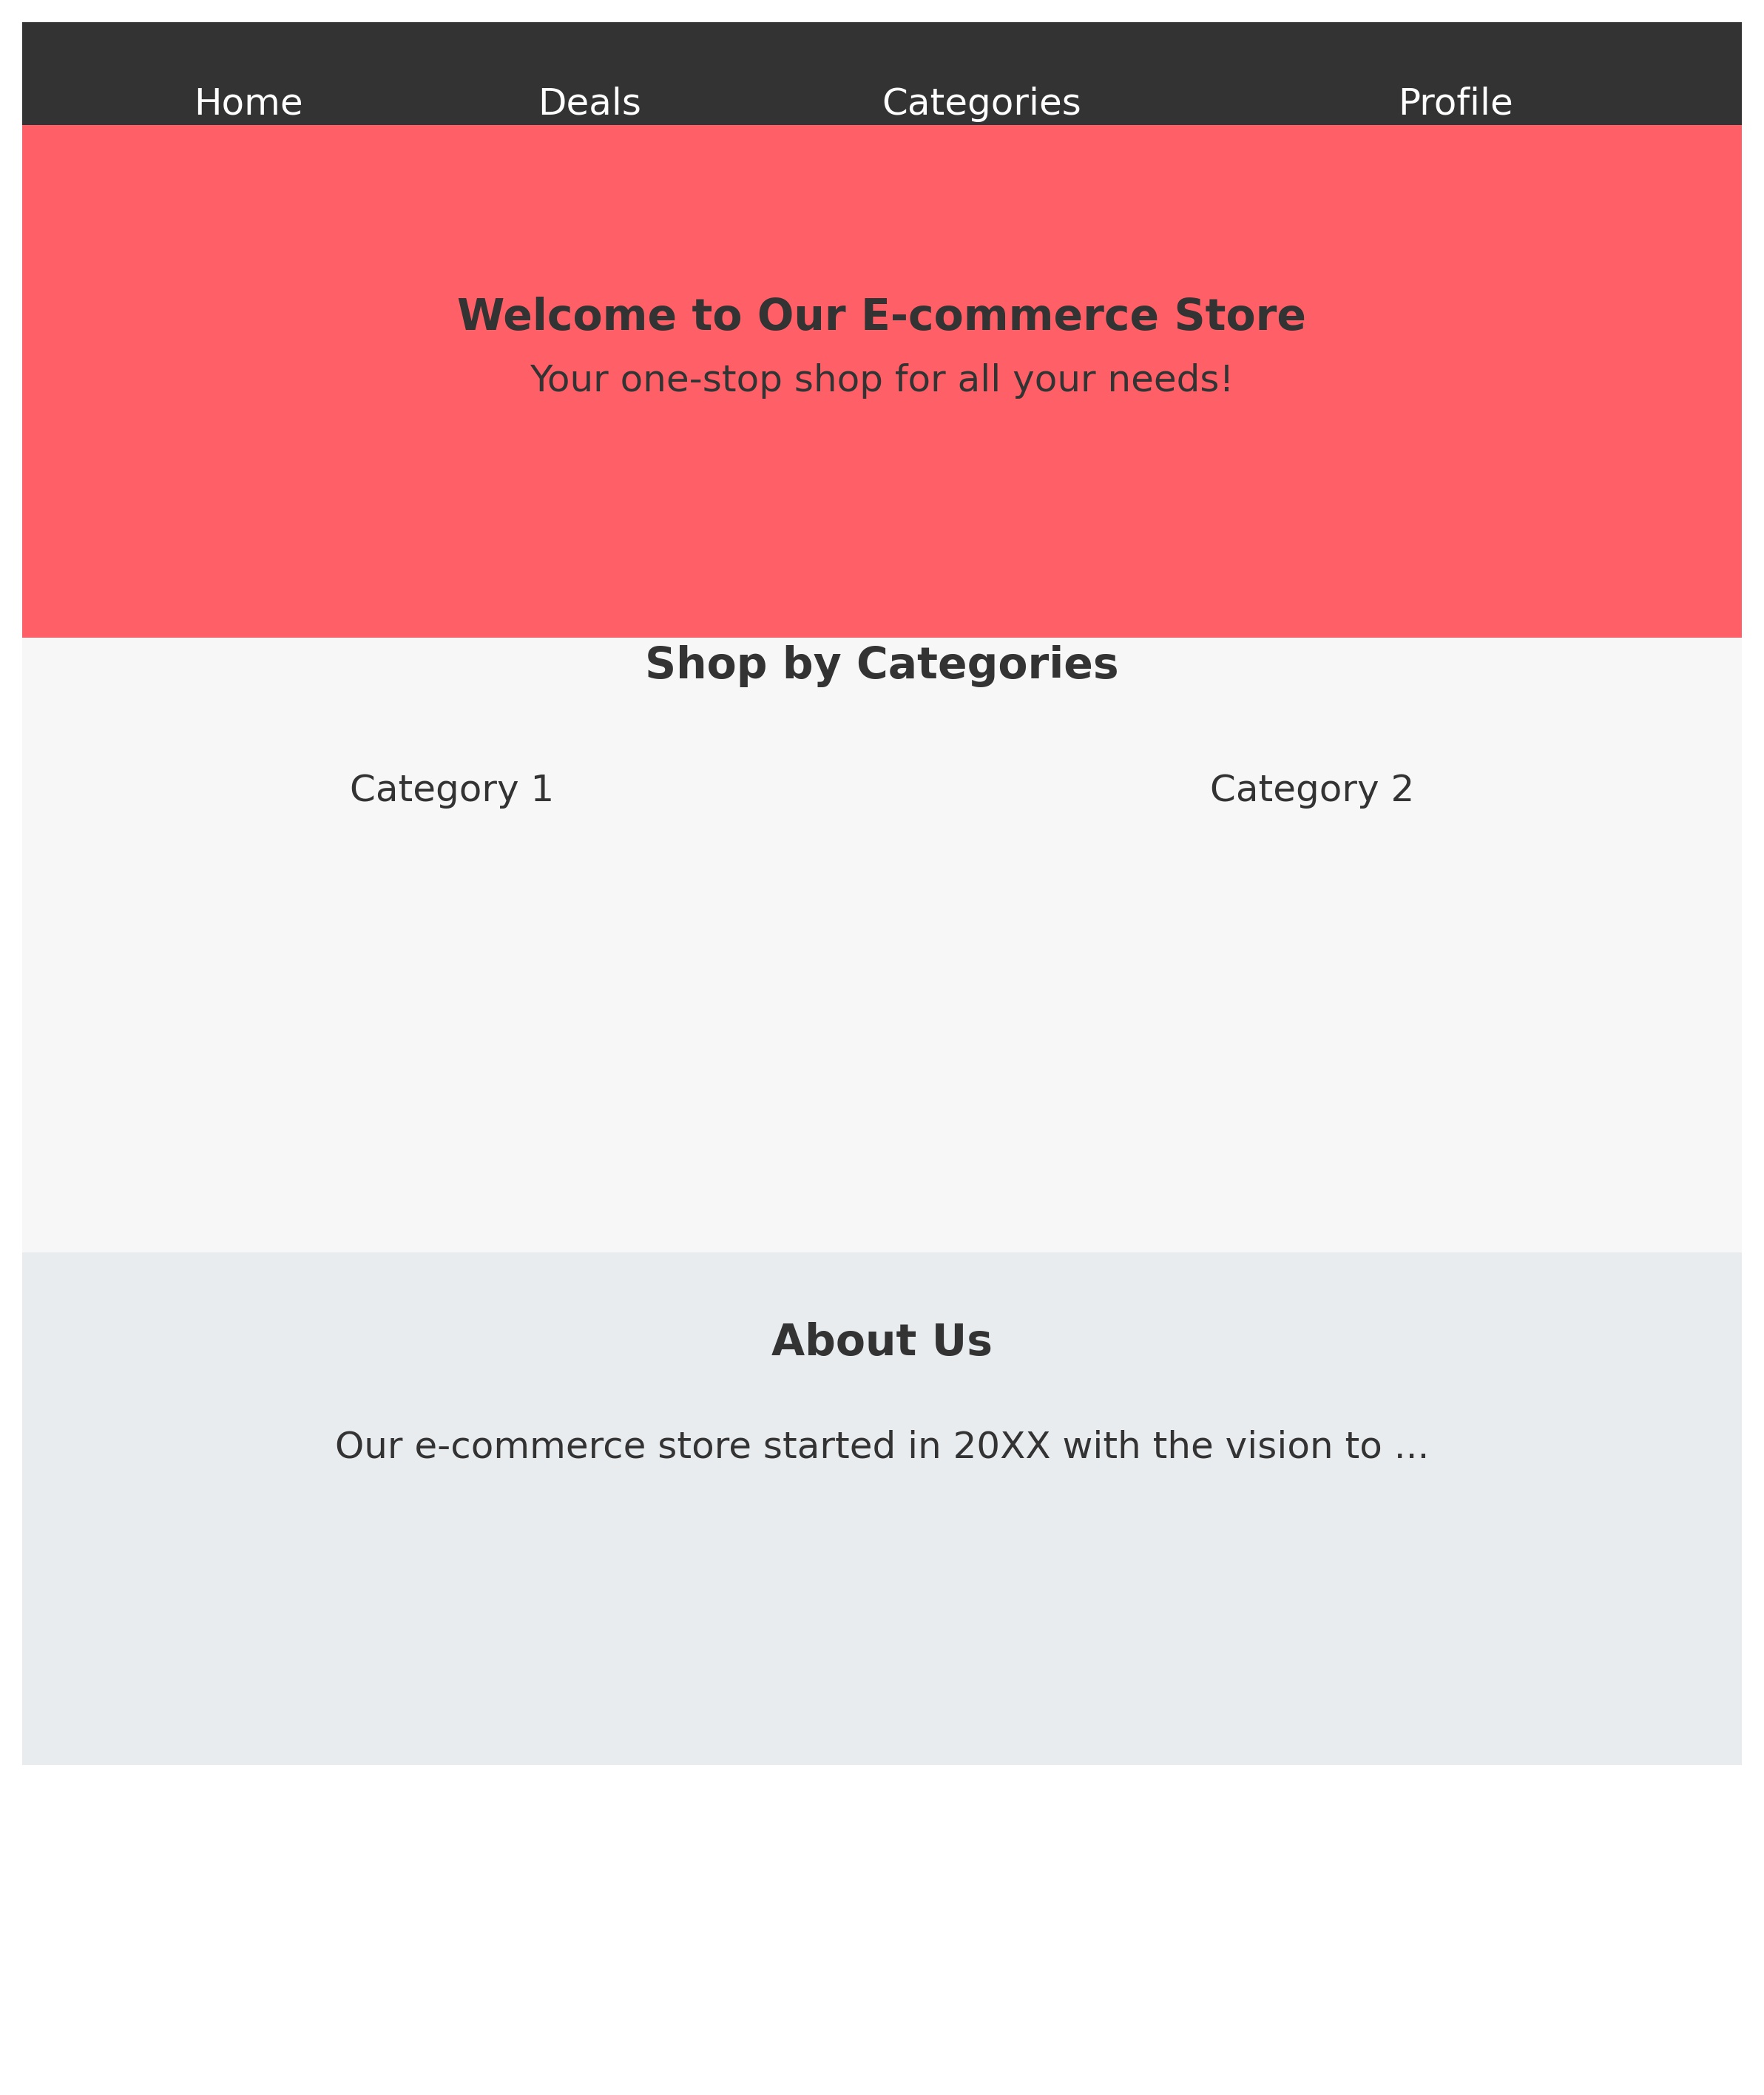 Home Deals Categories Profile
Welcome to Our E-commerce Store
Your one-stop shop for all your needs!
Shop by Categories
Category 1 Category 2
About Us
Our e-commerce store started in 20XX with the vision to ...